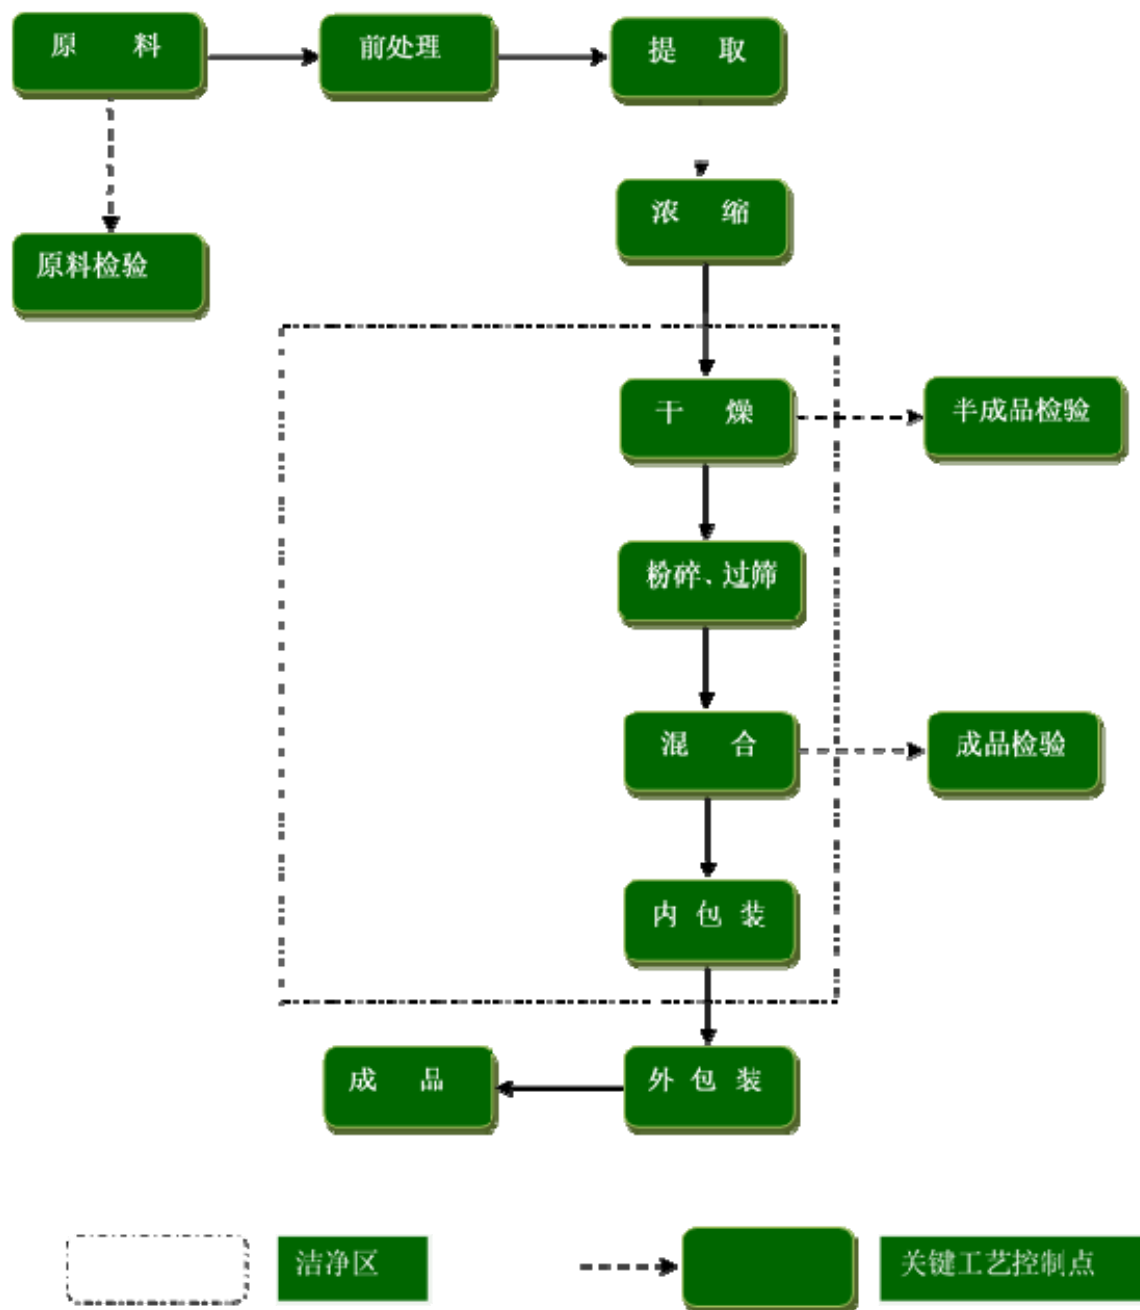 原 料
前处理
提 取
浓 缩
原料检验
干 燥
半成品检验
粉碎、过筛
混 合
成品检验
内 包 装
成 品
外 包 装
洁净区
关键工艺控制点